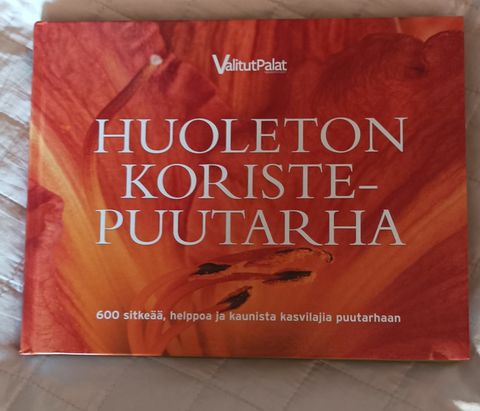 ValitutPalat
HUOLETON
KORISTE-
PUUTARHA
600 sitkeää, helppoa ja kaunista kasvilajia puutarhaan